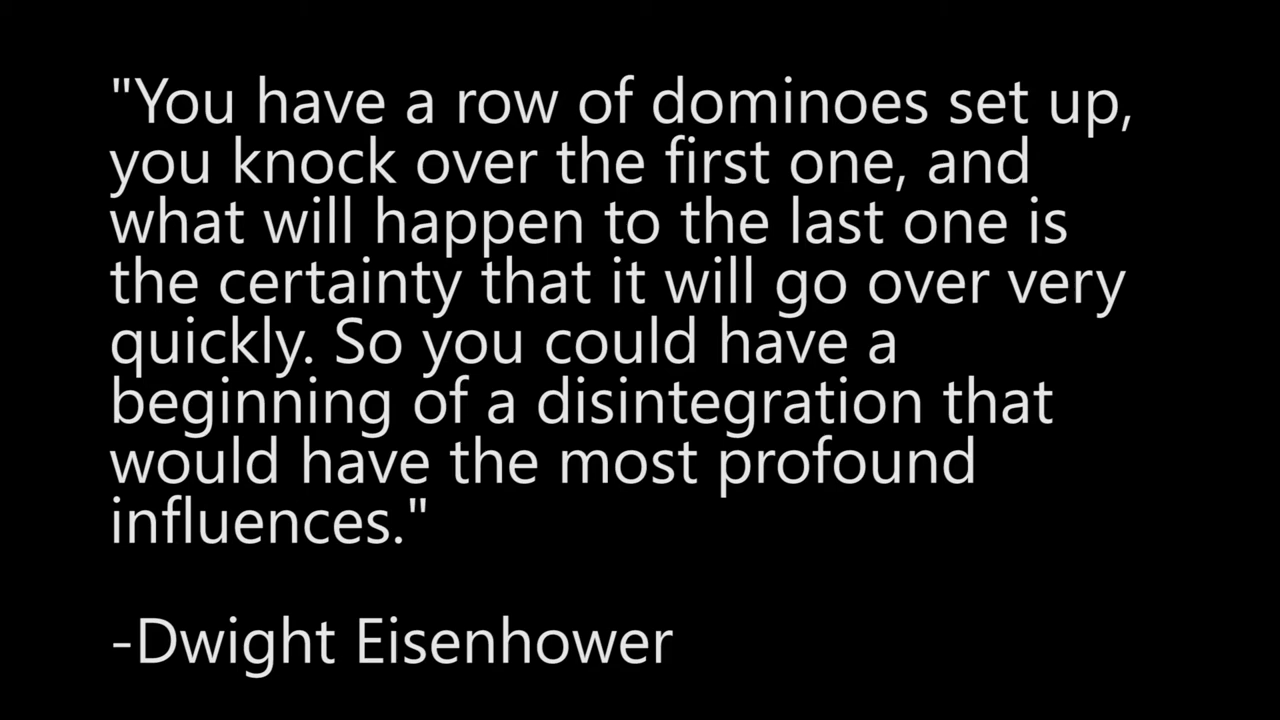 "You have a row of dominoes set up,
you knock over the first one, and
what will happen to the last one is
the certainty that it will go over very
quickly. So you could have a
beginning of a disintegration that
would have the most profound
influences."
-Dwight Eisenhower